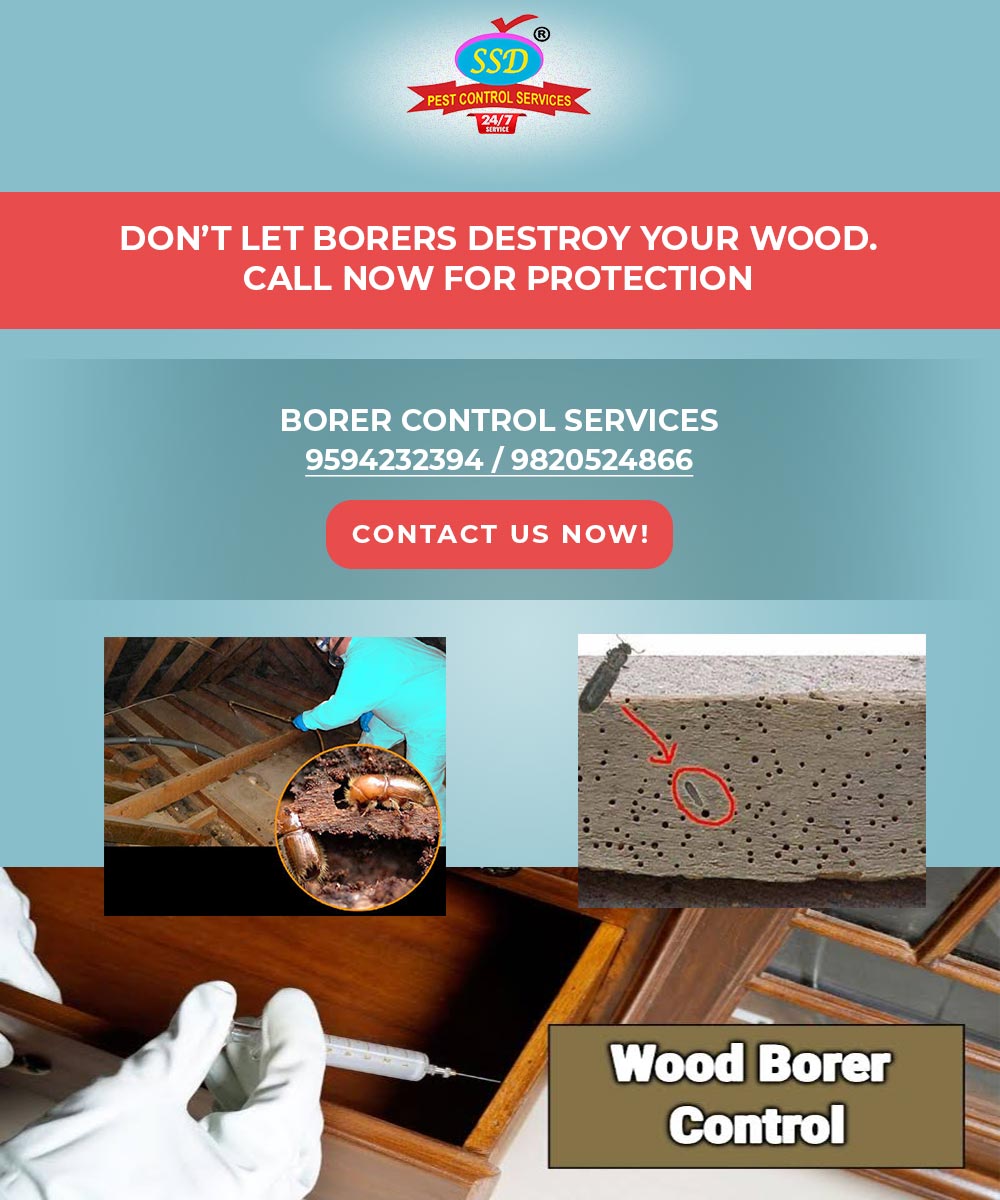 ®
SSD
PEST CONTROL SERVICES
24/7
SERVICE
DON’T LET BORERS DESTROY YOUR WOOD.
CALL NOW FOR PROTECTION
BORER CONTROL SERVICES
9594232394 / 9820524866
CONTACT US NOW!
Wood Borer
Control